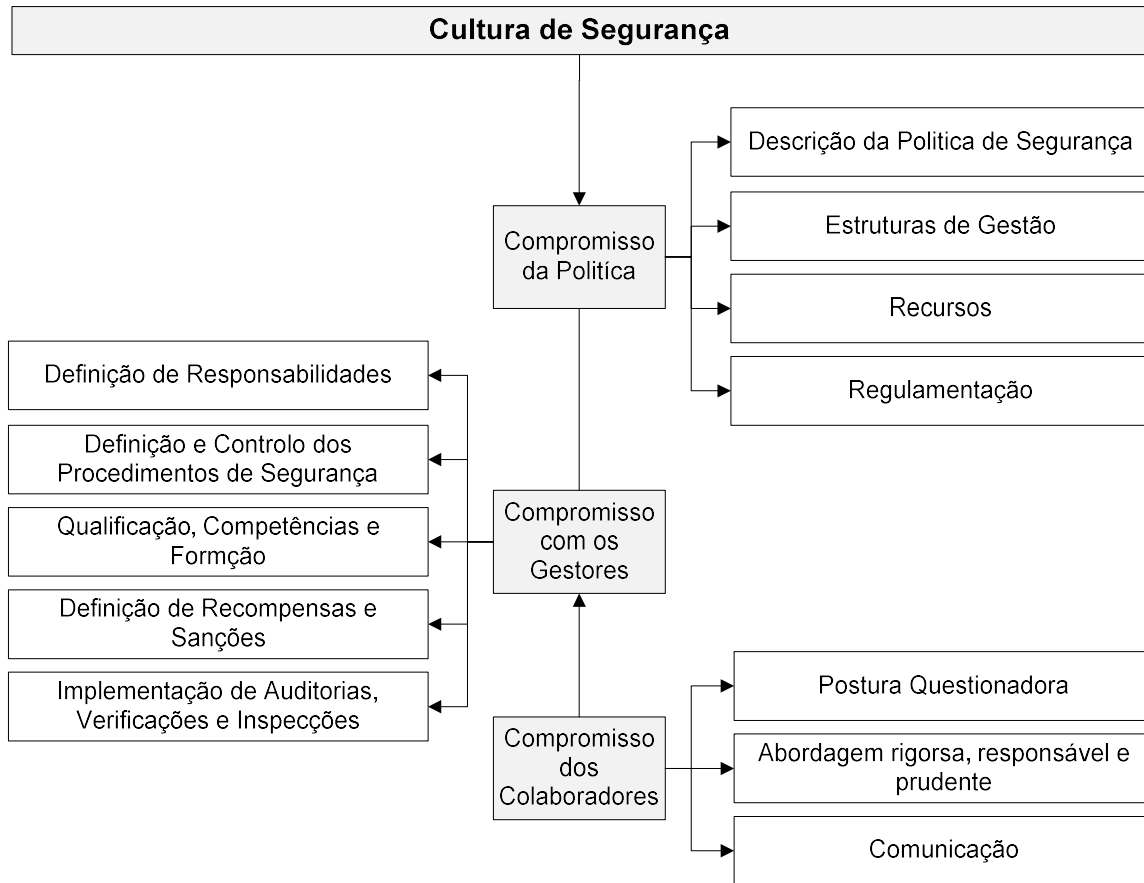 Cultura de Segurança
Descrição da Politica de Segurança
Compromisso
da Politíca
Estruturas de Gestão
Recursos
Regulamentação
Definição de Responsabilidades
Definição e Controlo dos
Procedimentos de Segurança
Compromisso
com os
Gestores
Qualificação, Competências e
Formção
Definição de Recompensas e
Sanções
Implementação de Auditorias,
Verificações e Inspecções
Postura Questionadora
Compromisso
dos
Colaboradores
Abordagem rigorsa, responsável e
prudente
Comunicação